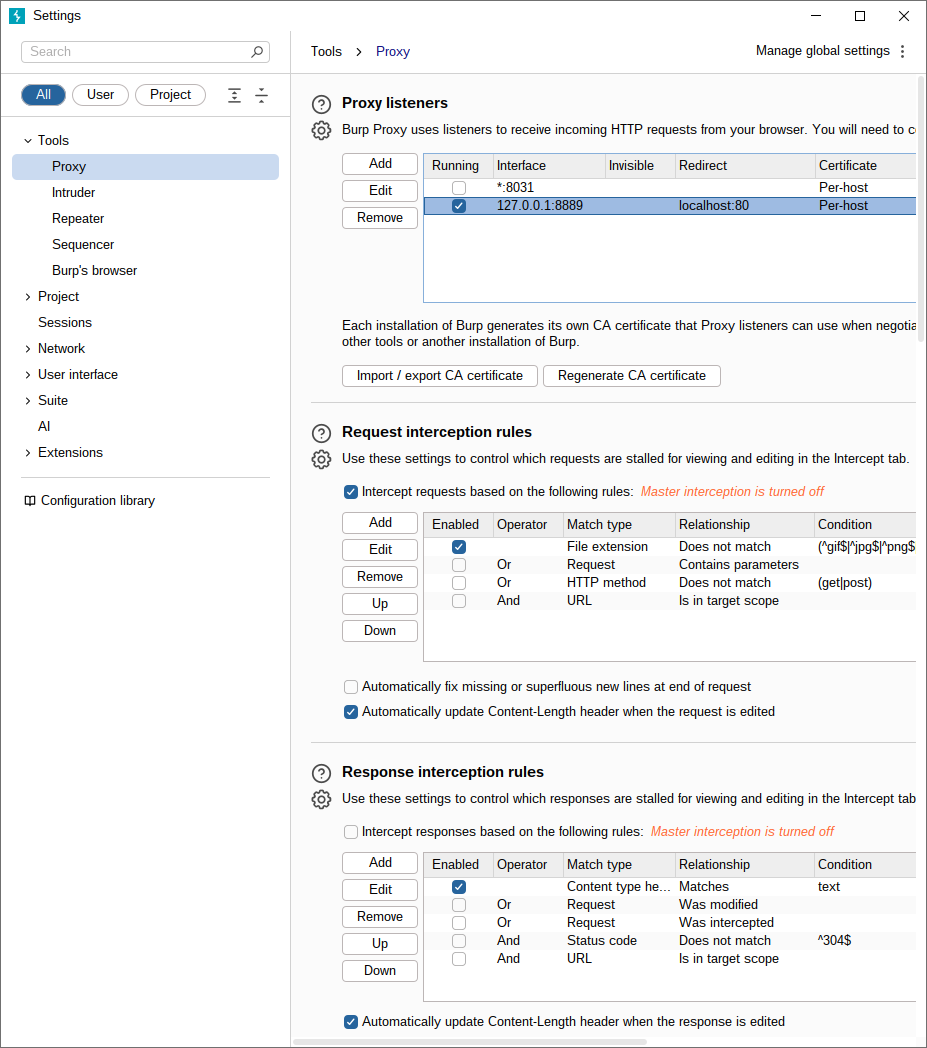 Settings
Search
All User Project
Tools
Proxy
Intruder
Repeater
Sequencer
Burp's browser
Project
Sessions
Network
User interface
Suite
AI
Extensions
Configuration library
Tools > Proxy
Manage global settings
Proxy listeners
Burp Proxy uses listeners to receive incoming HTTP requests from your browser. You will need to c
Add
Edit
Remove
Running Interface Invisible Redirect Certificate
*:8031 Per-host
127.0.0.1:8889 localhost:80 Per-host
Each installation of Burp generates its own CA certificate that Proxy listeners can use when negotia
other tools or another installation of Burp.
Import / export CA certificate Regenerate CA certificate
Request interception rules
Use these settings to control which requests are stalled for viewing and editing in the Intercept tab.
Intercept requests based on the following rules: Master interception is turned off
Add
Edit
Remove
Up
Down
Enabled Operator Match type Relationship Condition
File extension Does not match (^gif$|^jpg$|^png$
Or Request Contains parameters
Or HTTP method Does not match (get|post)
And URL Is in target scope
Automatically fix missing or superfluous new lines at end of request
Automatically update Content-Length header when the request is edited
Response interception rules
Use these settings to control which responses are stalled for viewing and editing in the Intercept tab
Intercept responses based on the following rules: Master interception is turned off
Add
Edit
Remove
Up
Down
Enabled Operator Match type Relationship Condition
Content type he... Matches text
Or Request Was modified
Or Request Was intercepted
And Status code Does not match ^304$
And URL Is in target scope
Automatically update Content-Length header when the response is edited